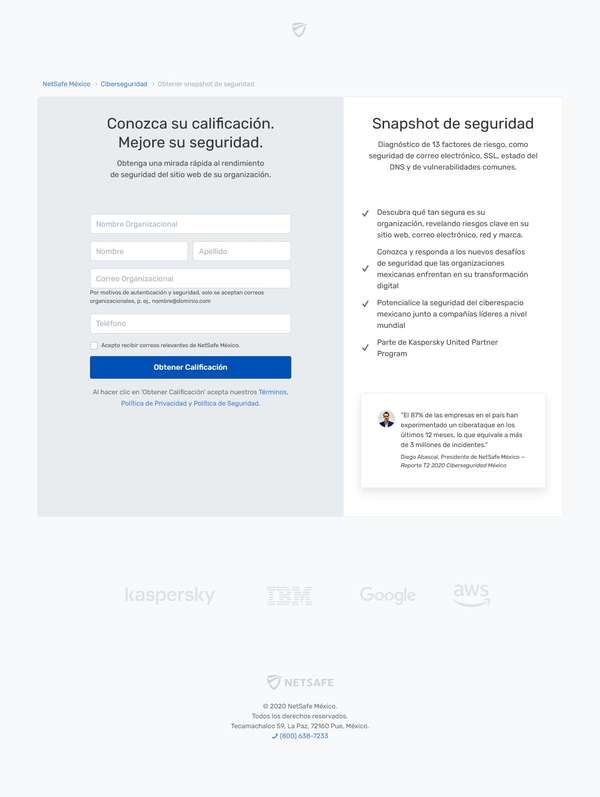 NetSafe México › Ciberseguridad › Obtener snapshot de seguridad
Conozca su calificación.
Mejore su seguridad.
Obtenga una mirada rápida al rendimiento
de seguridad del sitio web de su organización.
Nombre Organizacional
Nombre
Apellido
Correo Organizacional
Por motivos de autenticación y seguridad, solo se aceptan correos
organizacionales, p. ej., nombre@dominio.com
Teléfono
Acepto recibir correos relevantes de NetSafe México.
Obtener Calificación
Al hacer clic en 'Obtener Calificación' acepta nuestros Términos,
Política de Privacidad y Política de Seguridad.
Snapshot de seguridad
Diagnóstico de 13 factores de riesgo, como
seguridad de correo electrónico, SSL, estado del
DNS y de vulnerabilidades comunes.
Descubra qué tan segura es su
organización, revelando riesgos clave en su
sitio web, correo electrónico, red y marca.
Conozca y responda a los nuevos desafíos
de seguridad que las organizaciones
mexicanas enfrentan en su transformación
digital
Potencialice la seguridad del ciberespacio
mexicano junto a compañías líderes a nivel
mundial
Parte de Kaspersky United Partner
Program
"El 87% de las empresas en el país han
experimentado un ciberataque en los
últimos 12 meses, lo que equivale a más
de 3 millones de incidentes."
Diego Abascal, Presidente de NetSafe México –
Reporte T2 2020 Ciberseguridad México
kaspersky
IBM
Google
aws
NETSAFE
© 2020 NetSafe México.
Todos los derechos reservados.
Tecamachalco 59, La Paz, 72160 Pue, México.
(800) 638-7233